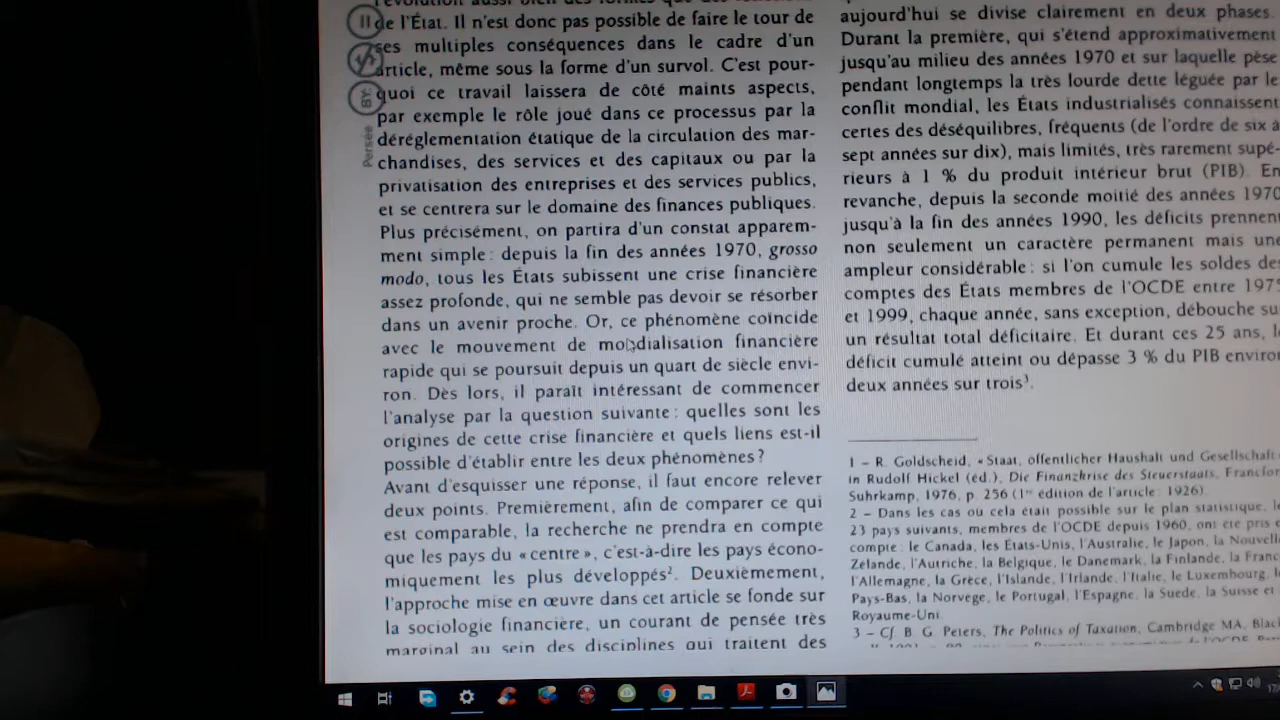 de l'État. Il n'est donc pas possible de faire le tour de
ses multiples conséquences dans le cadre d'un
article, même sous la forme d'un survol. C'est pour-
quoi ce travail laissera de côté maints aspects,
par exemple le rôle joué dans ce processus par la
déréglementation étatique de la circulation des mar-
chandises, des services et des capitaux ou par la
privatisation des entreprises et des services publics,
et se centrera sur le domaine des finances publiques.
Plus précisément, on partira d'un constat apparem-
ment simple : depuis la fin des années 1970, grosso
modo, tous les États subissent une crise financière
assez profonde, qui ne semble pas devoir se résorber
dans un avenir proche. Or, ce phénomène coïncide
avec le mouvement de mondialisation financière
rapide qui se poursuit depuis un quart de siècle envi-
ron. Dès lors, il paraît intéressant de commencer
l'analyse par la question suivante : quelles sont les
origines de cette crise financière et quels liens est-il
possible d'établir entre les deux phénomènes ?
Avant d'esquisser une réponse, il faut encore relever
deux points. Premièrement, afin de comparer ce qui
est comparable, la recherche ne prendra en compte
que les pays du « centre », c'est-à-dire les pays écono-
miquement les plus développés². Deuxièmement,
l'approche mise en œuvre dans cet article se fonde sur
la sociologie financière, un courant de pensée très
marginal au sein des disciplines qui traitent des
aujourd'hui se divise clairement en deux phases.
Durant la première, qui s'étend approximativement
jusqu'au milieu des années 1970 et sur laquelle pèse
pendant longtemps la très lourde dette léguée par le
conflit mondial, les États industrialisés connaissent
certes des déséquilibres, fréquents (de l'ordre de six à
sept années sur dix), mais limités, très rarement supé-
rieurs à 1 % du produit intérieur brut (PIB). En
revanche, depuis la seconde moitié des années 1970
jusqu'à la fin des années 1990, les déficits prennent
non seulement un caractère permanent mais une
ampleur considérable : si l'on cumule les soldes des
comptes des États membres de l'OCDE entre 1975
et 1999, chaque année, sans exception, débouche su
un résultat total déficitaire. Et durant ces 25 ans, l
déficit cumulé atteint ou dépasse 3 % du PIB enviro
deux années sur trois³.
1 – R. Goldscheid, « Staat, öffentlicher Haushalt und Gesellschaft
in Rudolf Hickel (ed.), Die Finanzkrise des Steuerstaats, Francfor
Suhrkamp, 1976, p. 256 (1re édition de l'article : 1926).
2 – Dans les cas où cela était possible sur le plan statistique, l
23 pays suivants, membres de l'OCDE depuis 1960, ont été pris e
compte : le Canada, les États-Unis, l'Australie, le Japon, la Nouvell
Zélande, l'Autriche, la Belgique, le Danemark, la Finlande, la Franc
l'Allemagne, la Grèce, l'Islande, l'Irlande, l'Italie, le Luxembourg, l
Pays-Bas, la Norvège, le Portugal, l'Espagne, la Suède, la Suisse et
Royaume-Uni.
3 – Cf. B. G. Peters, The Politics of Taxation, Cambridge MA, Black
BY:
Persée